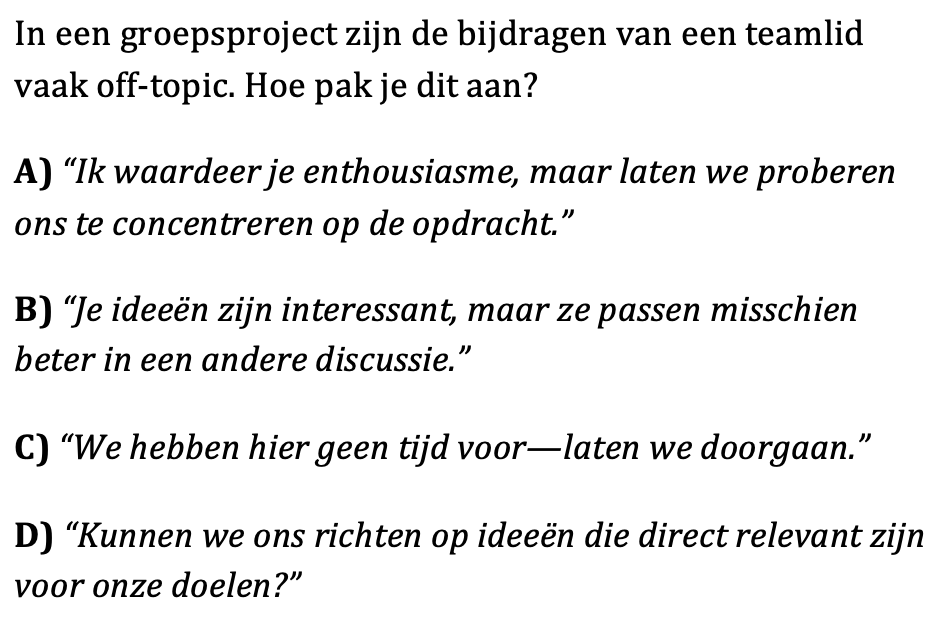 In een groepsproject zijn de bijdragen van een teamlid
vaak off-topic. Hoe pak je dit aan?
A) “Ik waardeer je enthousiasme, maar laten we proberen
ons te concentreren op de opdracht.”
B) “Je ideeën zijn interessant, maar ze passen misschien
beter in een andere discussie.”
C) “We hebben hier geen tijd voor—laten we doorgaan.”
D) “Kunnen we ons richten op ideeën die direct relevant zijn
voor onze doelen?”